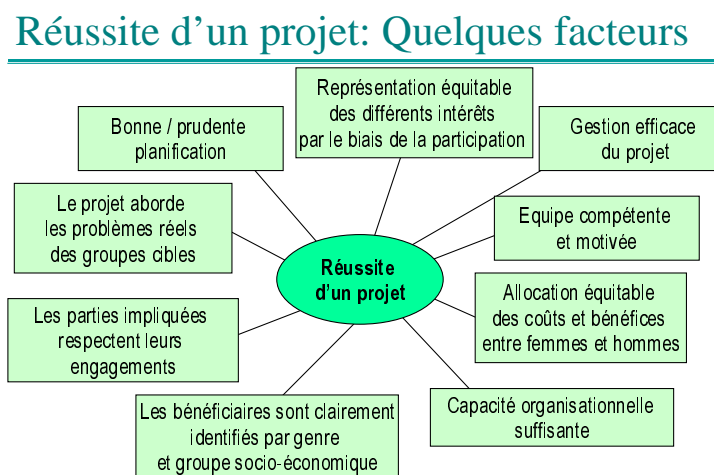 Réussite d’un projet: Quelques facteurs
Représentation équitable
des différents intérêts
par le biais de la participation
Bonne / prudente
planification
Gestion efficace
du projet
Le projet aborde
les problèmes réels
des groupes cibles
Equipe compétente
et motivée
Réussite
d’un projet
Allocation équitable
des coûts et bénéfices
entre femmes et hommes
Les parties impliquées
respectent leurs
engagements
Les bénéficiaires sont clairement
identifiés par genre
et groupe socio-économique
Capacité organisationnelle
suffisante